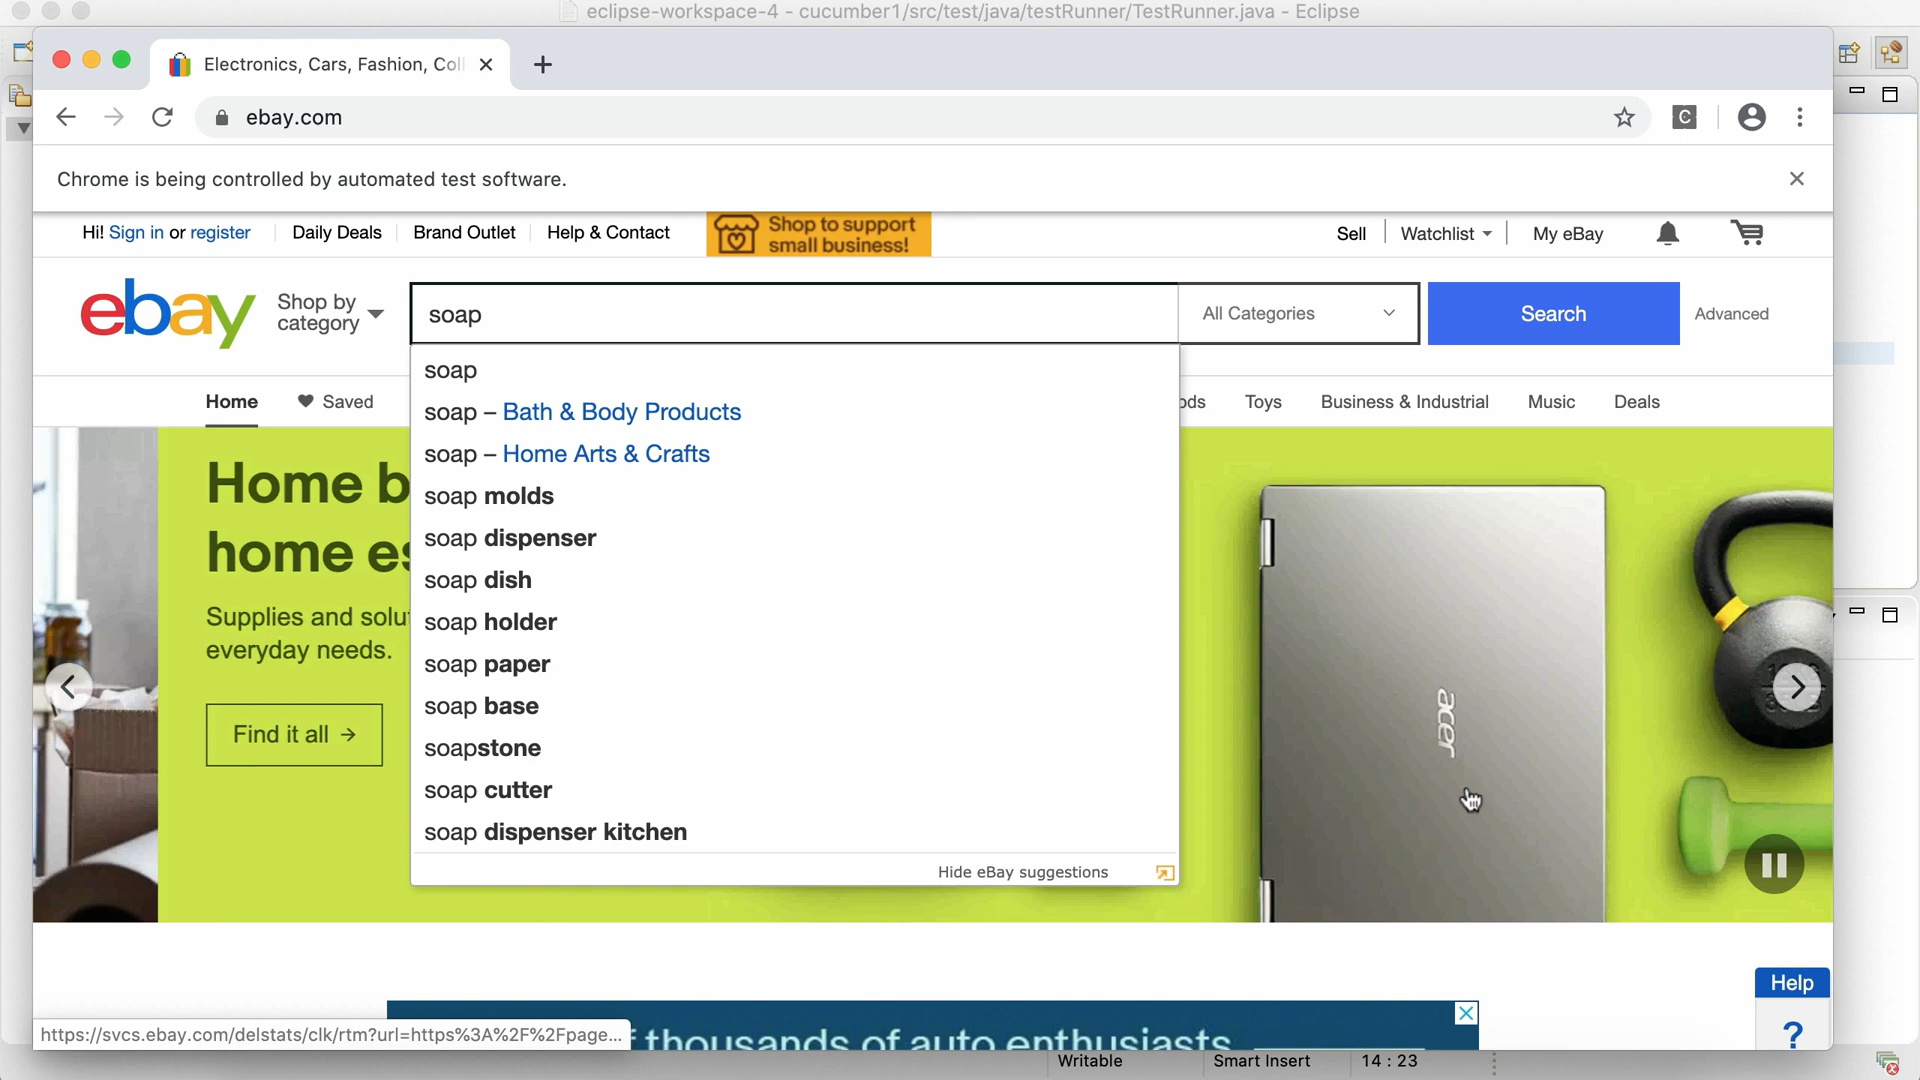 eclipse-workspace-4 - cucumber1/src/test/java/testRunner/TestRunner.java - Eclipse
Electronics, Cars, Fashion, Coll
ebay.com
Chrome is being controlled by automated test software.
Hi! Sign in or register
Daily Deals
Brand Outlet
Help & Contact
Shop to support
small business!
Sell
Watchlist
My eBay
ebay
Shop by
category
soap
All Categories
Search
Advanced
Home
Saved
ods
Toys
Business & Industrial
Music
Deals
soap
soap – Bath & Body Products
soap – Home Arts & Crafts
soap molds
soap dispenser
soap dish
soap holder
soap paper
soap base
soapstone
soap cutter
soap dispenser kitchen
Hide eBay suggestions
Home b
home es
Supplies and solut
everyday needs.
Find it all →
acer
Help
?
https://svcs.ebay.com/delstats/clk/rtm?url=https%3A%2F%2Fpage...
f thousands of auto enthusiasts
Writable
Smart Insert
14 : 23